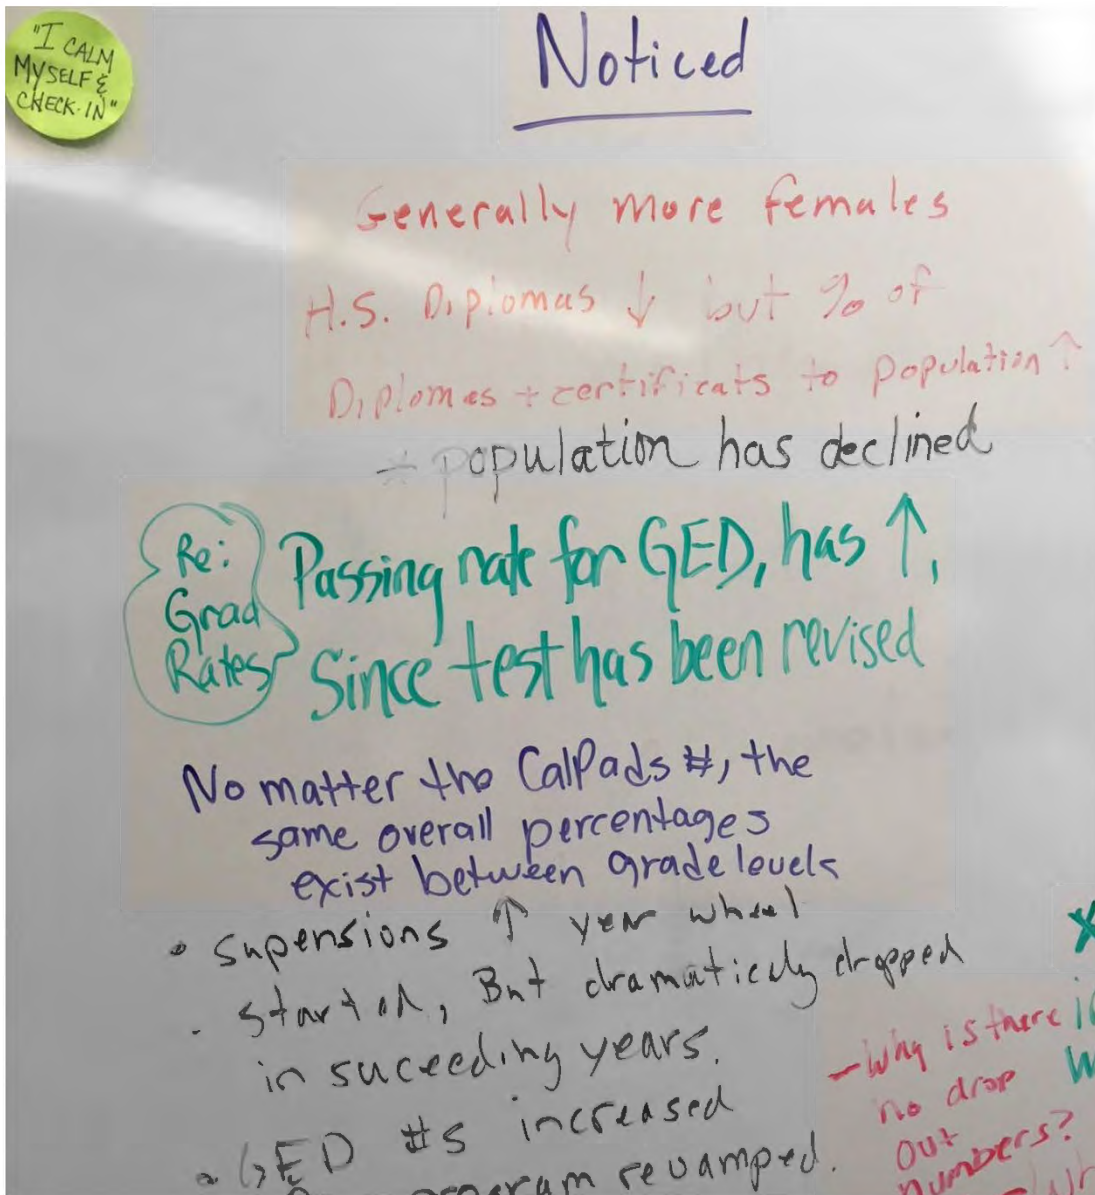 "I CALM
MYSELF &
CHECK-IN"
Noticed
Generally more females
H.S. Diplomas ↓ but % of
Diplomas + certificats to population ↑
population has declined
Re:
Grad
Rates
Passing rate for GED, has ↑,
Since test has been revised
No matter the CalPads #, the
same overall percentages
exist between grade levels
• supensions ↑ year wheel
started, But dramaticly dropped
in suceeding years.
• GED #s increased
program revamped.
- Why is there
no drop
out
numbers?